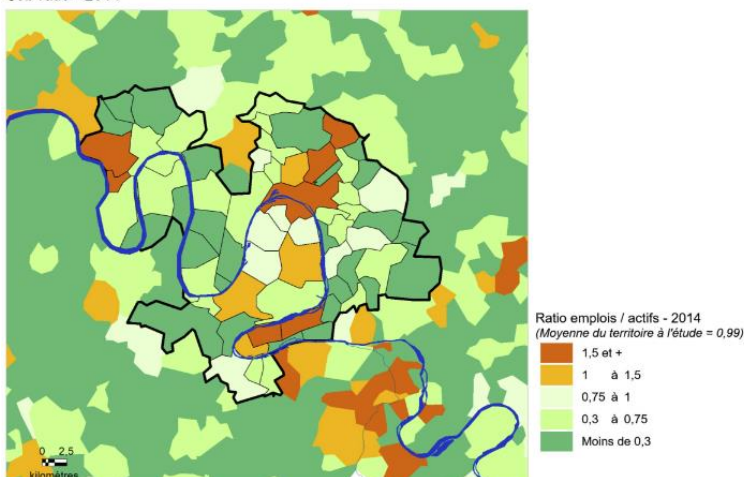 Ratio emplois / actifs - 2014
(Moyenne du territoire à l'étude = 0,99)
1,5 et +
1 à 1,5
0,75 à 1
0,3 à 0,75
Moins de 0,3
0 2.5
kilomètres